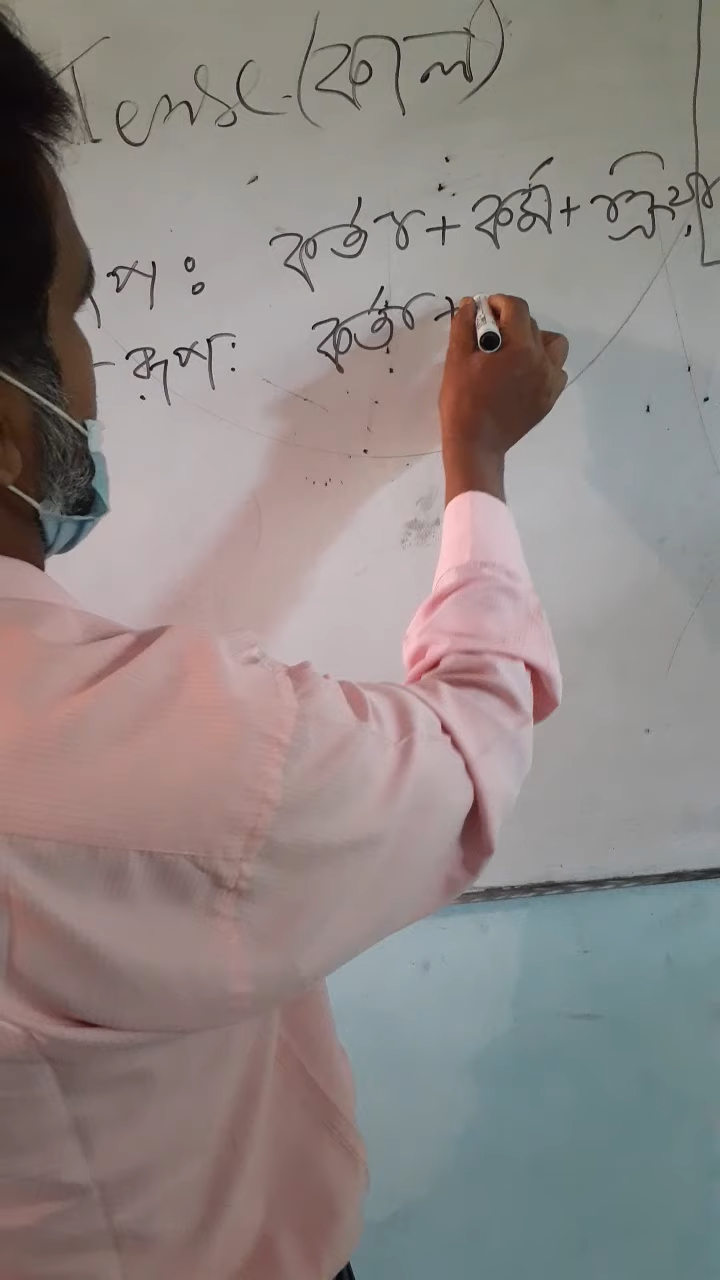 Tense (কাল)
রূপ: কর্তা + কর্ম + ক্রিয়া
রূপ: কর্তা +